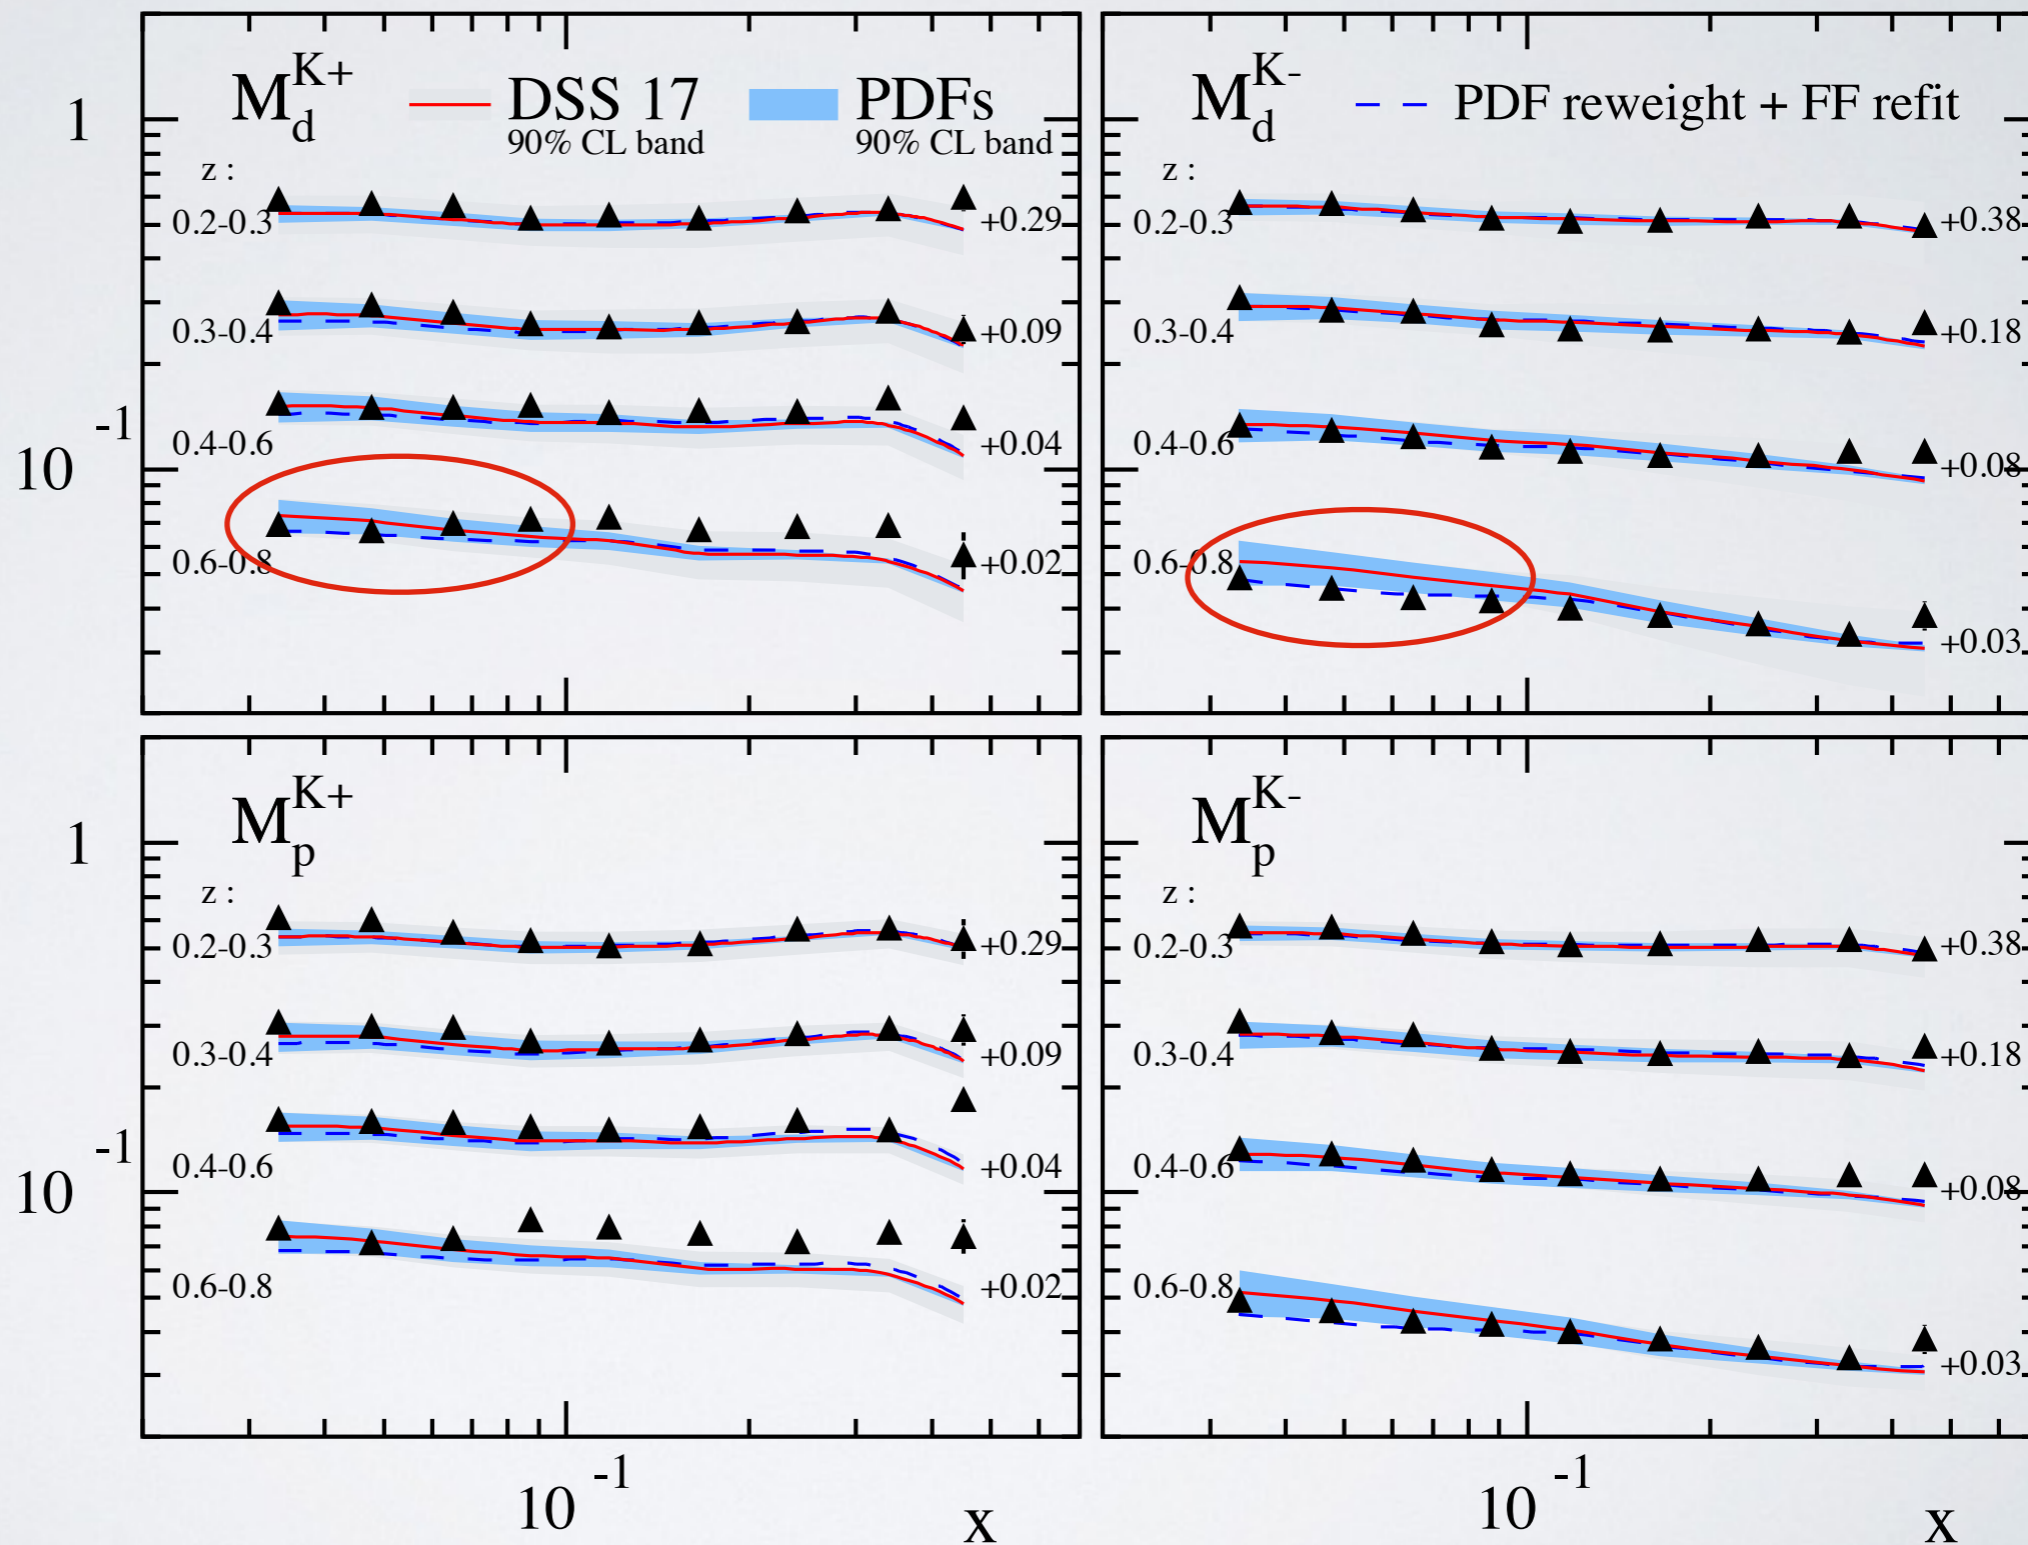 M_d^{K+} DSS 17 PDFs
90% CL band 90% CL band
z :
0.2-0.3 +0.29
0.3-0.4 +0.09
0.4-0.6 +0.04
0.6-0.8 +0.02
1
10^{-1}
M_d^{K-} PDF reweight + FF refit
z :
0.2-0.3 +0.38
0.3-0.4 +0.18
0.4-0.6 +0.08
0.6-0.8 +0.03
M_p^{K+}
z :
0.2-0.3 +0.29
0.3-0.4 +0.09
0.4-0.6 +0.04
0.6-0.8 +0.02
1
10^{-1}
10^{-1} x
M_p^{K-}
z :
0.2-0.3 +0.38
0.3-0.4 +0.18
0.4-0.6 +0.08
0.6-0.8 +0.03
10^{-1} x